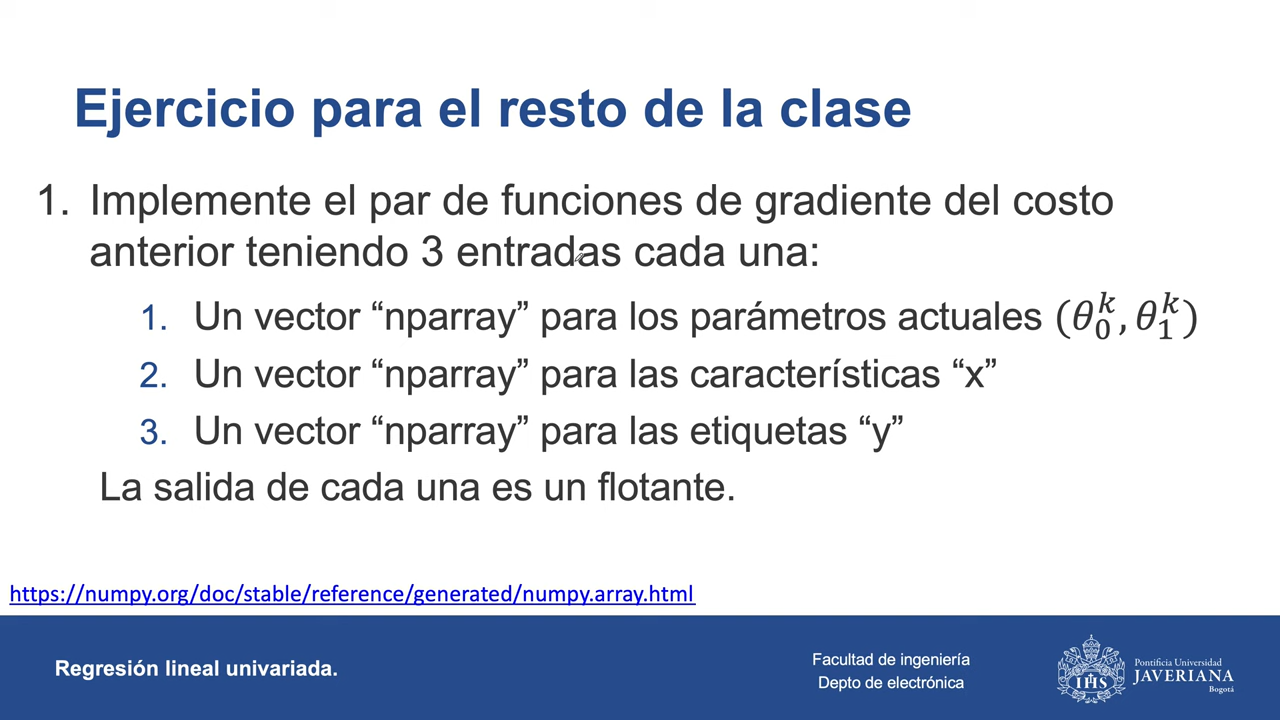 Ejercicio para el resto de la clase
1. Implemente el par de funciones de gradiente del costo
anterior teniendo 3 entradas cada una:
1. Un vector “nparray” para los parámetros actuales (θ₀ᵏ, θ₁ᵏ)
2. Un vector “nparray” para las características “x”
3. Un vector “nparray” para las etiquetas “y”
La salida de cada una es un flotante.
https://numpy.org/doc/stable/reference/generated/numpy.array.html
Regresión lineal univariada.
Facultad de ingeniería
Depto de electrónica
IHS
Pontificia Universidad
JAVERIANA
Bogotá